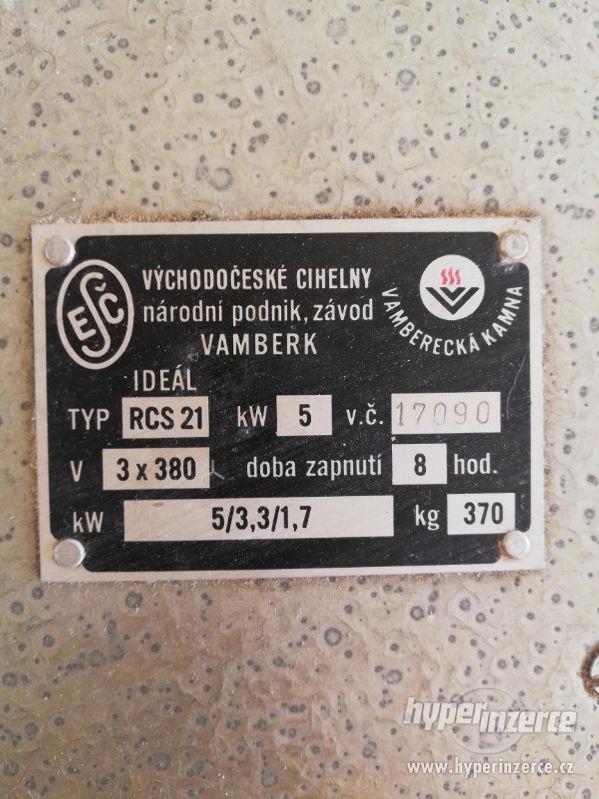 EŠČ
VÝCHODOČESKÉ CIHELNY
národní podnik, závod
VAMBERK
VAMBERECKÁ KAMNA
IDEÁL
TYP RCS 21 kW 5 v.č. 17090
V 3 x 380 doba zapnutí 8 hod.
kW 5/3,3/1,7 kg 370
hyperinzerce
www.hyperinzerce.cz